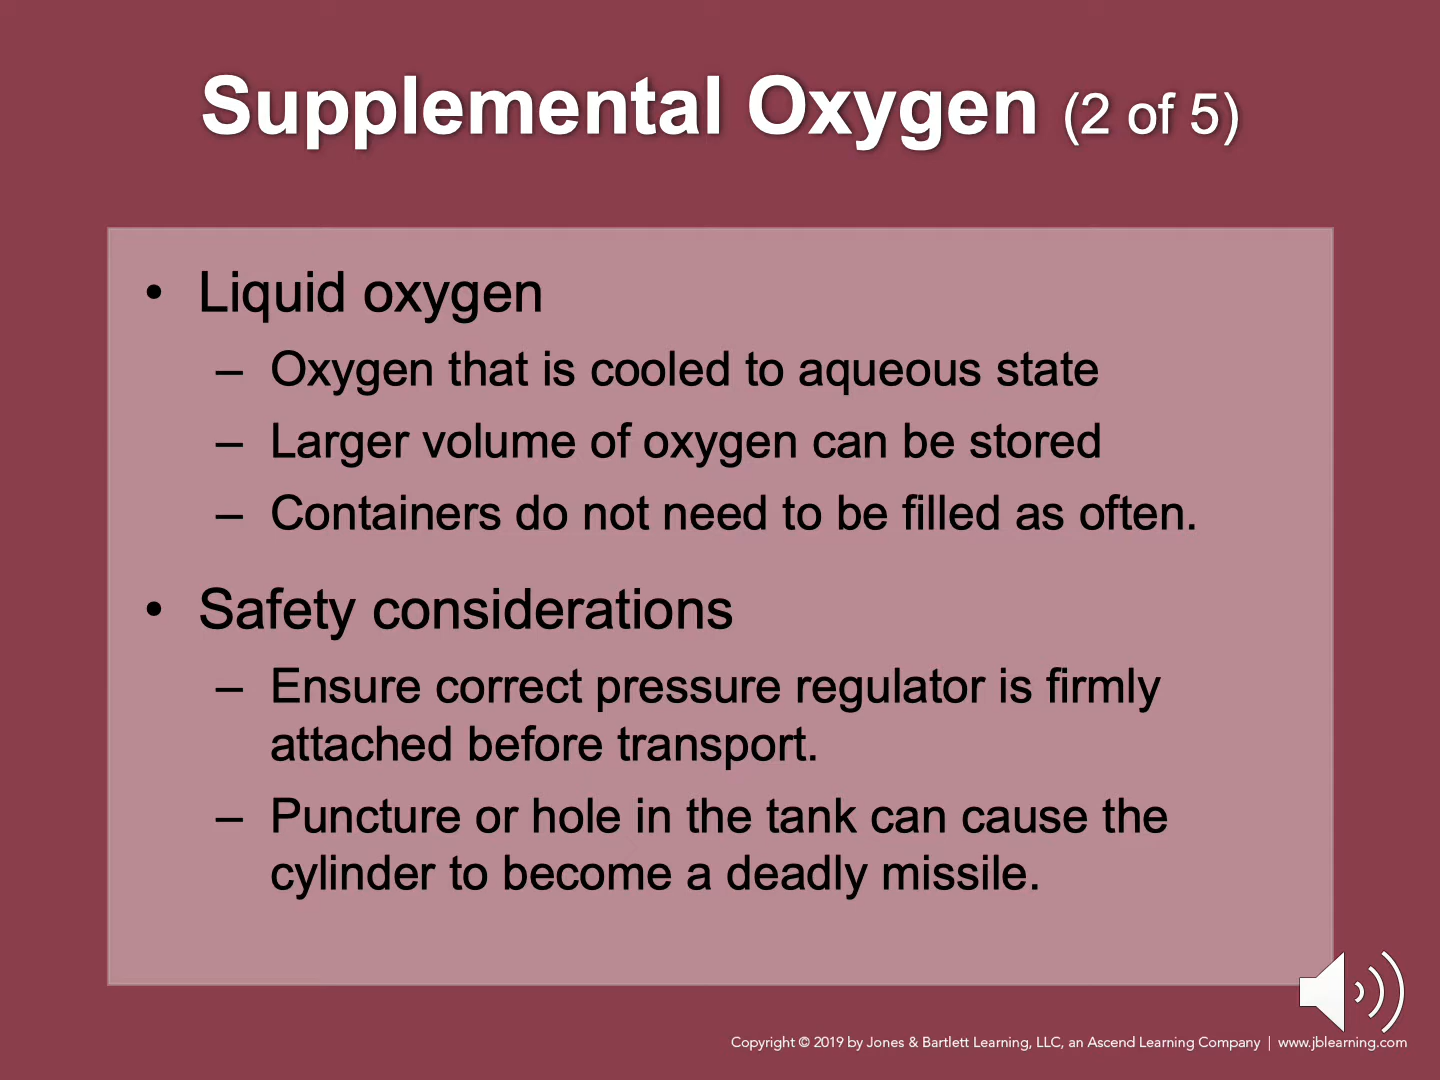 Supplemental Oxygen (2 of 5)
• Liquid oxygen
– Oxygen that is cooled to aqueous state
– Larger volume of oxygen can be stored
– Containers do not need to be filled as often.
• Safety considerations
– Ensure correct pressure regulator is firmly
attached before transport.
– Puncture or hole in the tank can cause the
cylinder to become a deadly missile.
Copyright © 2019 by Jones & Bartlett Learning, LLC, an Ascend Learning Company | www.jblearning.com